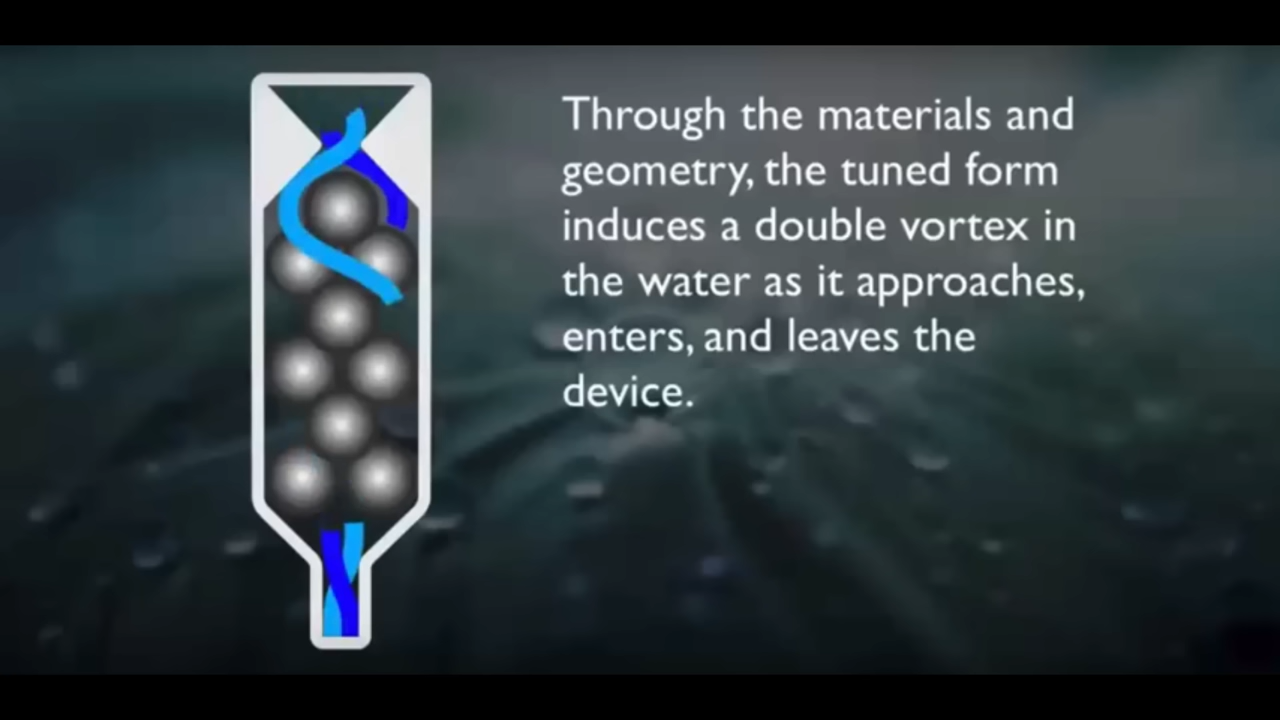 Through the materials and
geometry, the tuned form
induces a double vortex in
the water as it approaches,
enters, and leaves the
device.